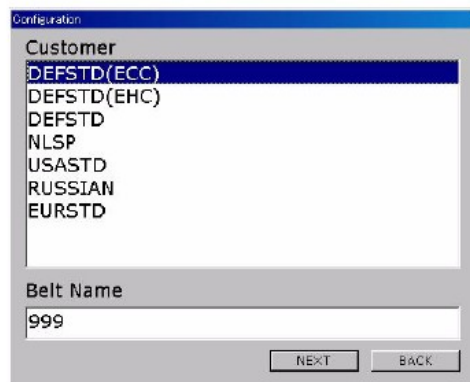 Configuration
Customer
DEFSTD(ECC)
DEFSTD(EHC)
DEFSTD
NLSP
USASTD
RUSSIAN
EURSTD
Belt Name
999
NEXT BACK